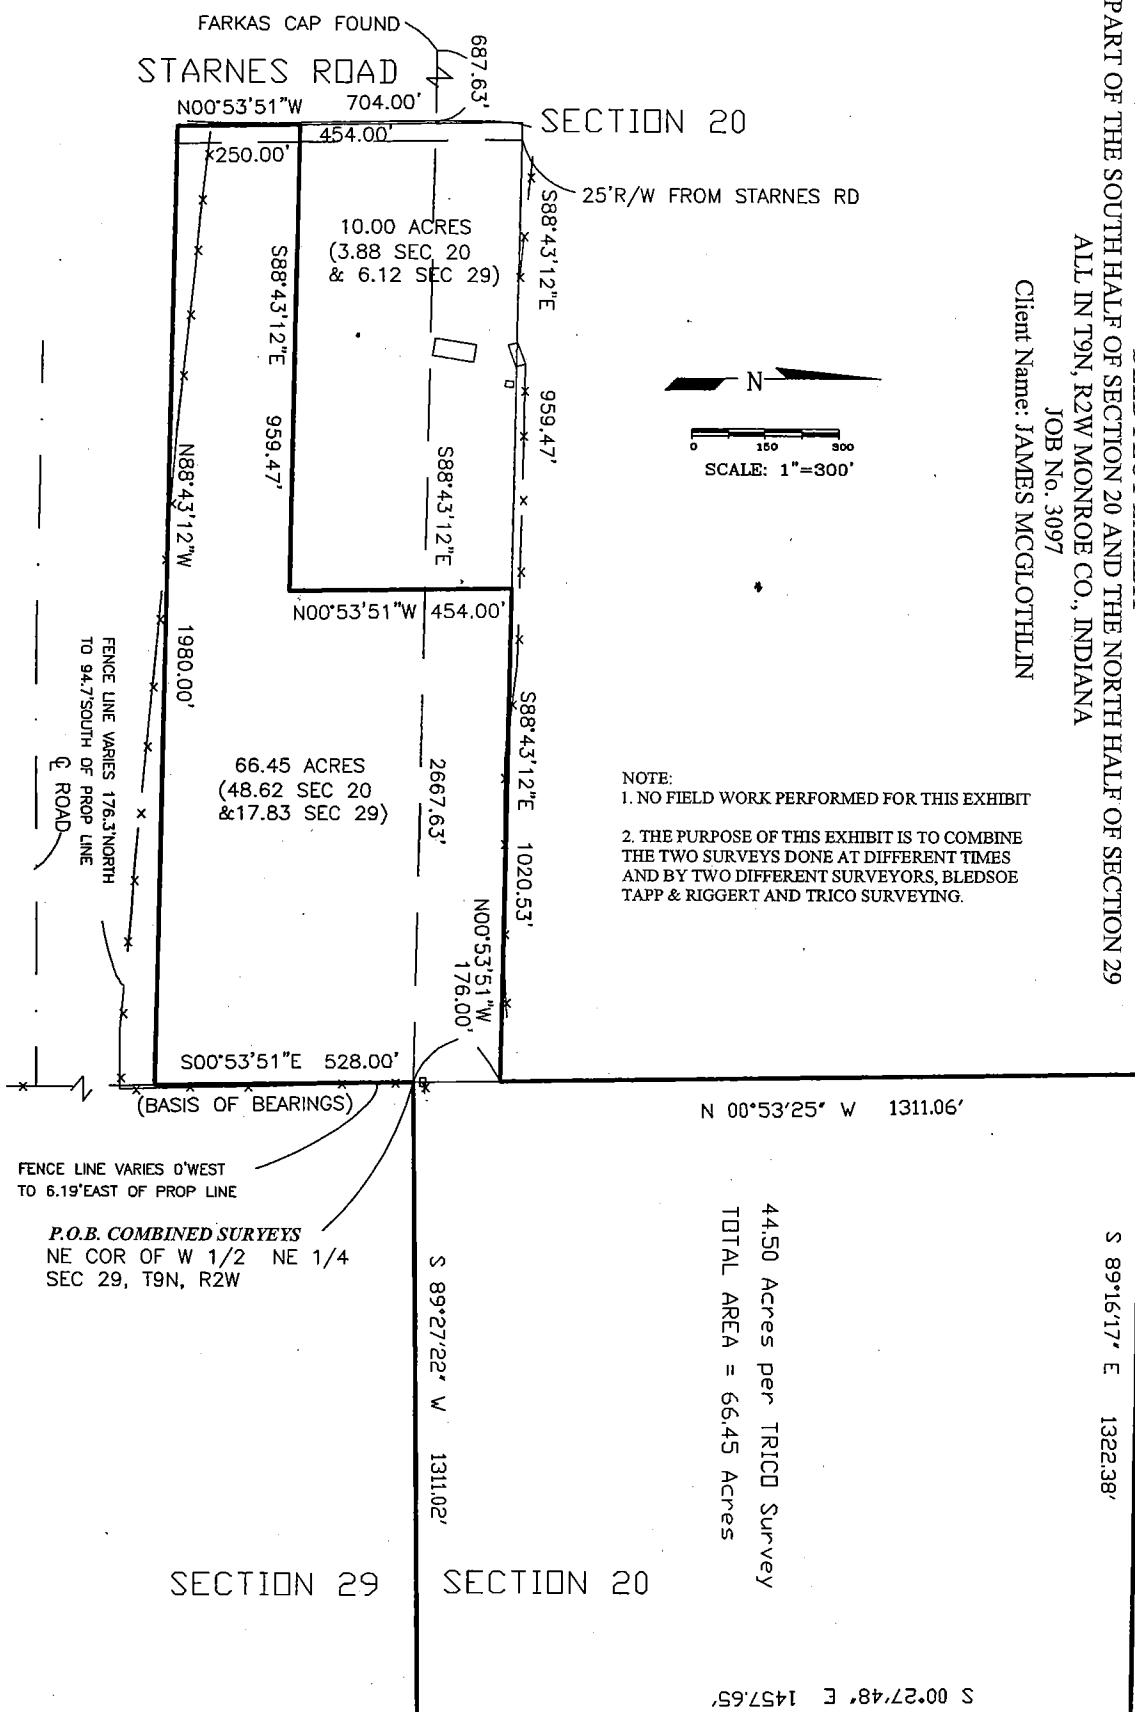 PART OF THE SOUTH HALF OF SECTION 20 AND THE NORTH HALF OF SECTION 29
ALL IN T9N, R2W MONROE CO., INDIANA
JOB No. 3097
Client Name: JAMES MCGLOTHLIN
FARKAS CAP FOUND
687.63'
STARNES ROAD
N00°53'51"W 704.00'
SECTION 20
454.00'
250.00'
25'R/W FROM STARNES RD
10.00 ACRES
(3.88 SEC 20
& 6.12 SEC 29)
S88°43'12"E 959.47'
S88°43'12"E 959.47'
N
0 150 300
SCALE: 1"=300'
N88°43'12"W 1980.00'
S88°43'12"E 2667.63'
N00°53'51"W 454.00'
S88°43'12"E 1020.53'
FENCE LINE VARIES 176.3'NORTH
TO 94.7'SOUTH OF PROP LINE
℄ ROAD
66.45 ACRES
(48.62 SEC 20
&17.83 SEC 29)
NOTE:
1. NO FIELD WORK PERFORMED FOR THIS EXHIBIT
2. THE PURPOSE OF THIS EXHIBIT IS TO COMBINE
THE TWO SURVEYS DONE AT DIFFERENT TIMES
AND BY TWO DIFFERENT SURVEYORS, BLEDSOE
TAPP & RIGGERT AND TRICO SURVEYING.
N00°53'51"W
176.00'
S00°53'51"E 528.00'
(BASIS OF BEARINGS)
N 00°53'25" W 1311.06'
FENCE LINE VARIES 0'WEST
TO 6.19'EAST OF PROP LINE
P.O.B. COMBINED SURVEYS
NE COR OF W 1/2 NE 1/4
SEC 29, T9N, R2W
S 89°27'22" W 1311.02'
44.50 Acres per TRICO Survey
TOTAL AREA = 66.45 Acres
S 89°16'17" E 1322.38'
SECTION 29
SECTION 20
S 00°27'48" E 1457.65'